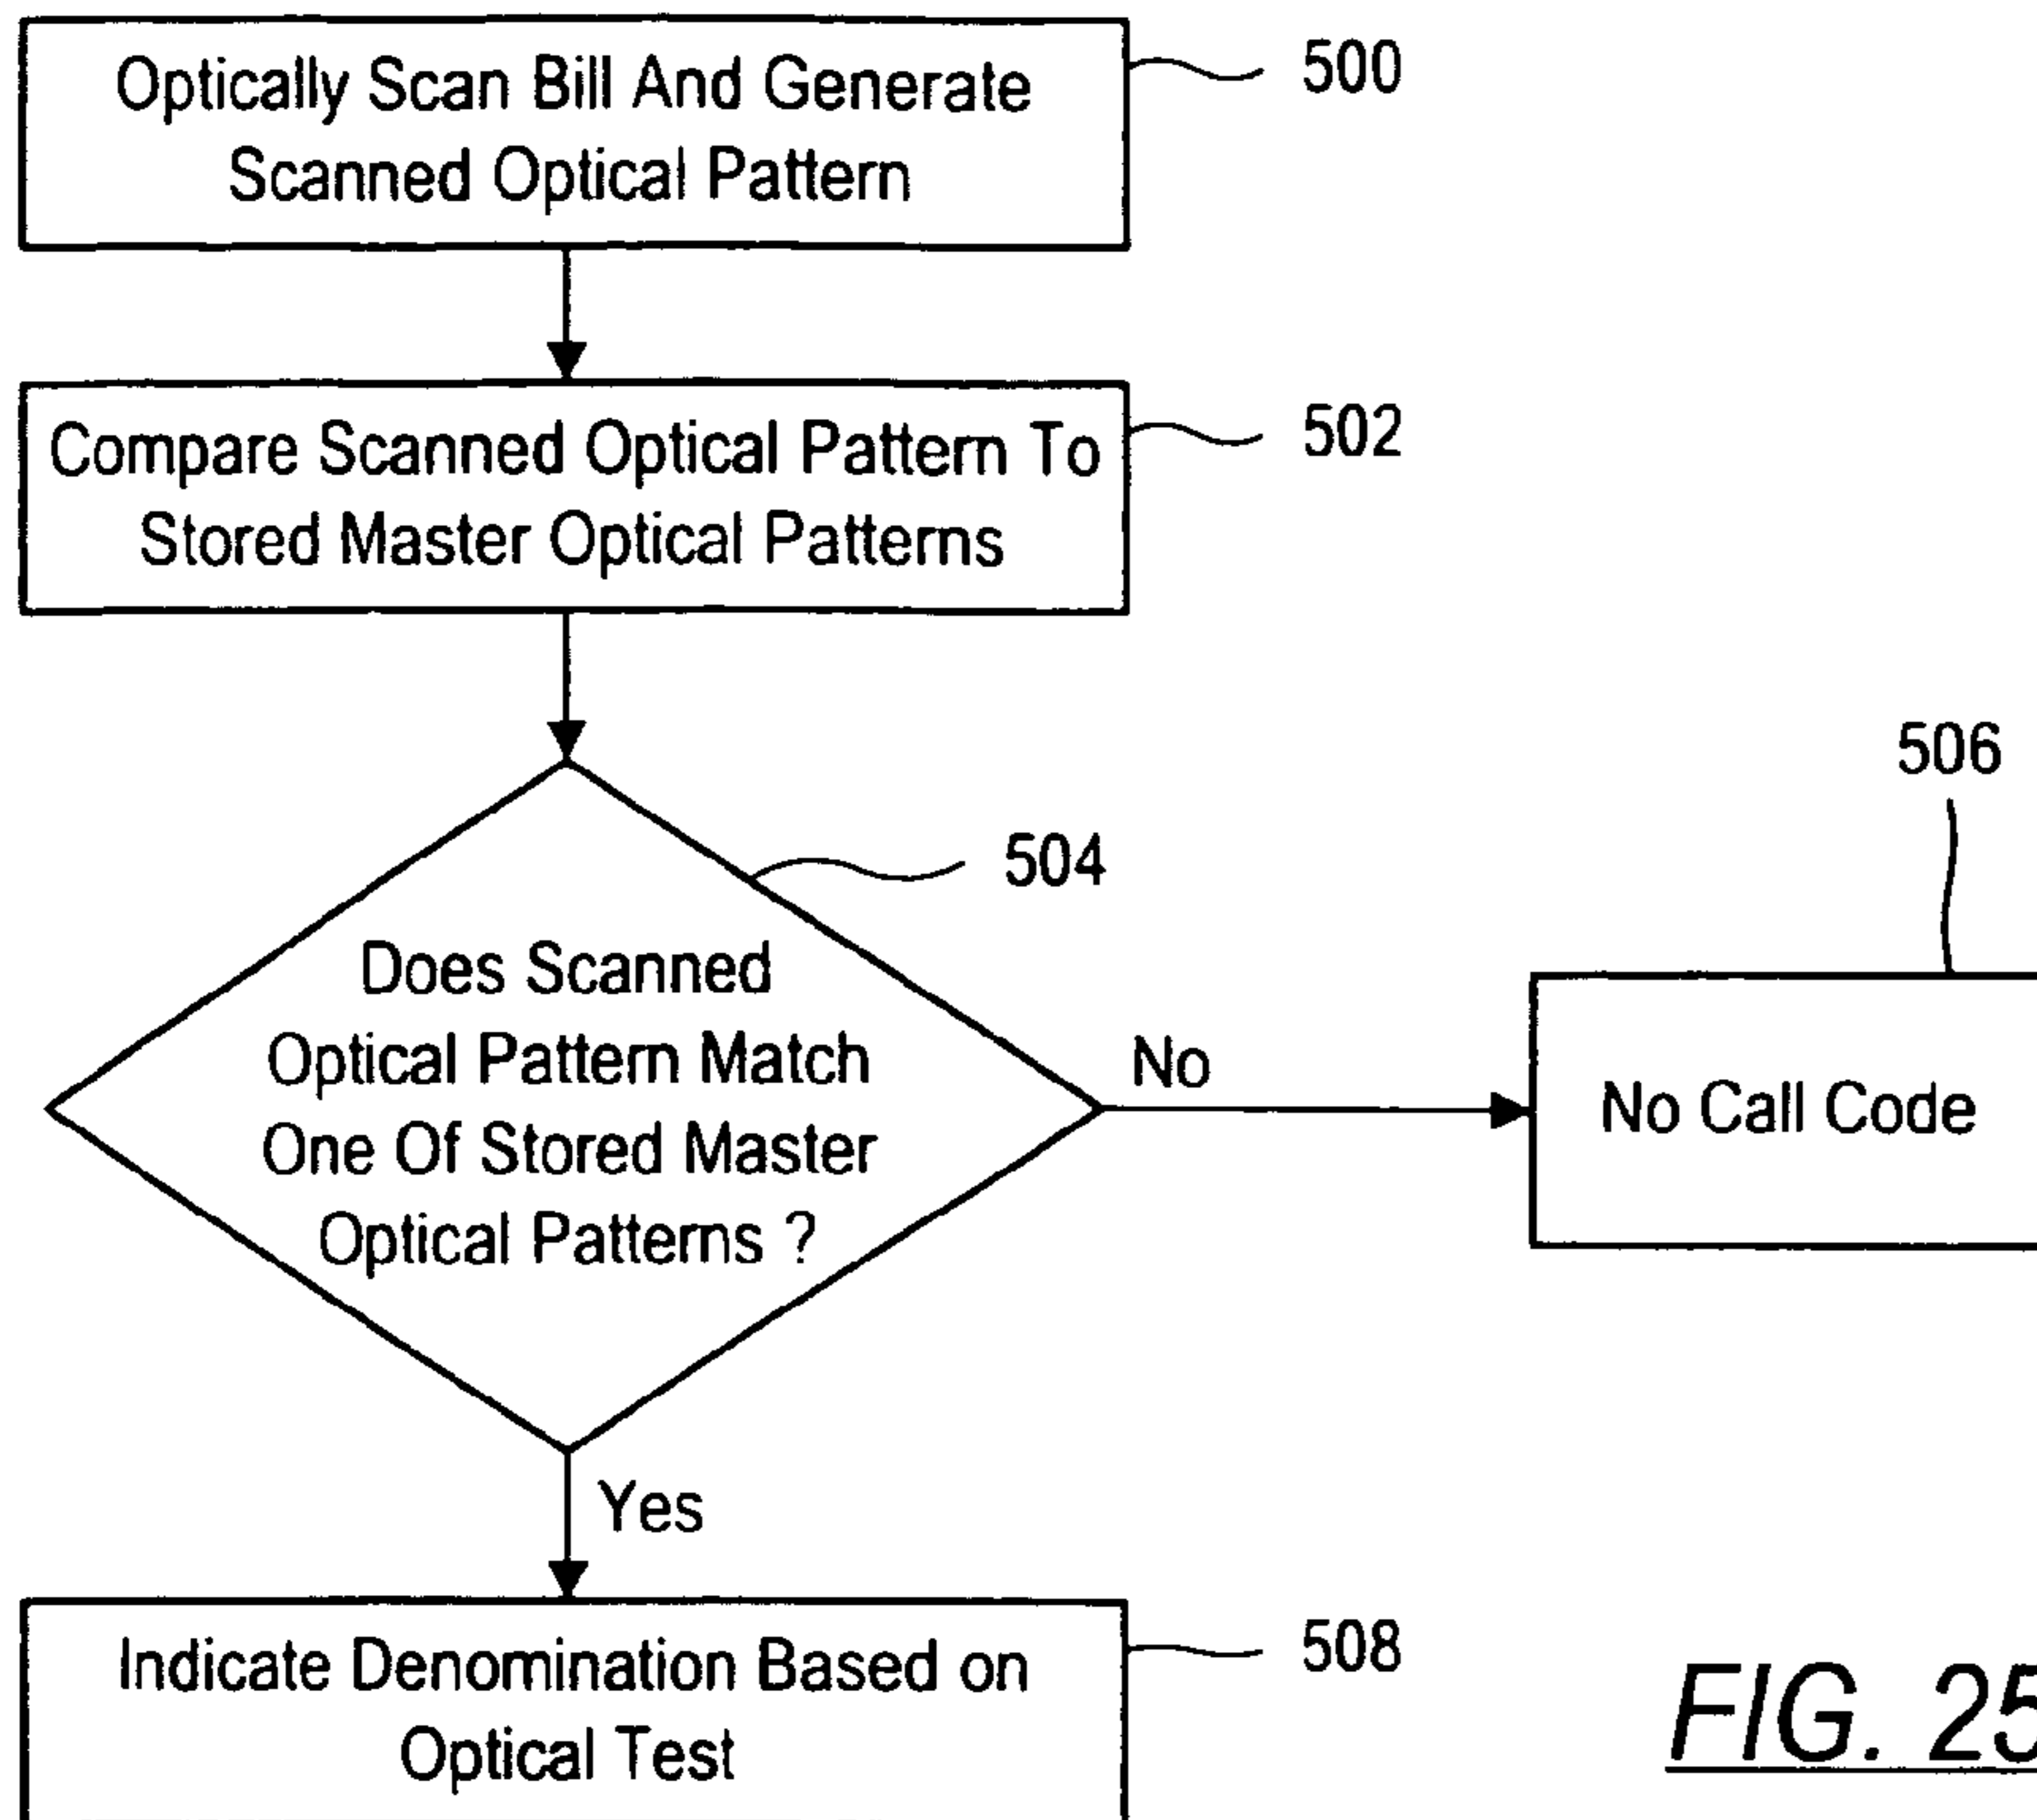 Optically Scan Bill And Generate
Scanned Optical Pattern
500
Compare Scanned Optical Pattern To
Stored Master Optical Patterns
502
506
504
Does Scanned
Optical Pattern Match
One Of Stored Master
Optical Patterns ?
No
No Call Code
Yes
Indicate Denomination Based on
Optical Test
508
FIG. 25